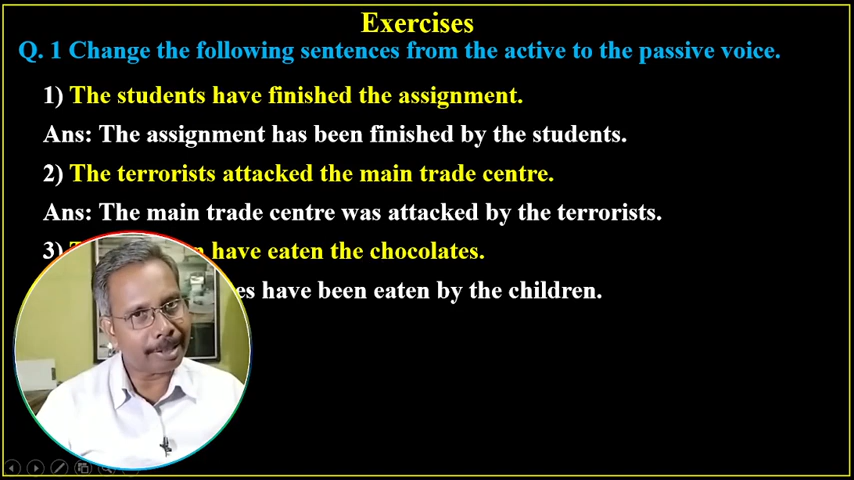 Exercises
Q. 1 Change the following sentences from the active to the passive voice.
1) The students have finished the assignment.
Ans: The assignment has been finished by the students.
2) The terrorists attacked the main trade centre.
Ans: The main trade centre was attacked by the terrorists.
3) have eaten the chocolates.
have been eaten by the children.